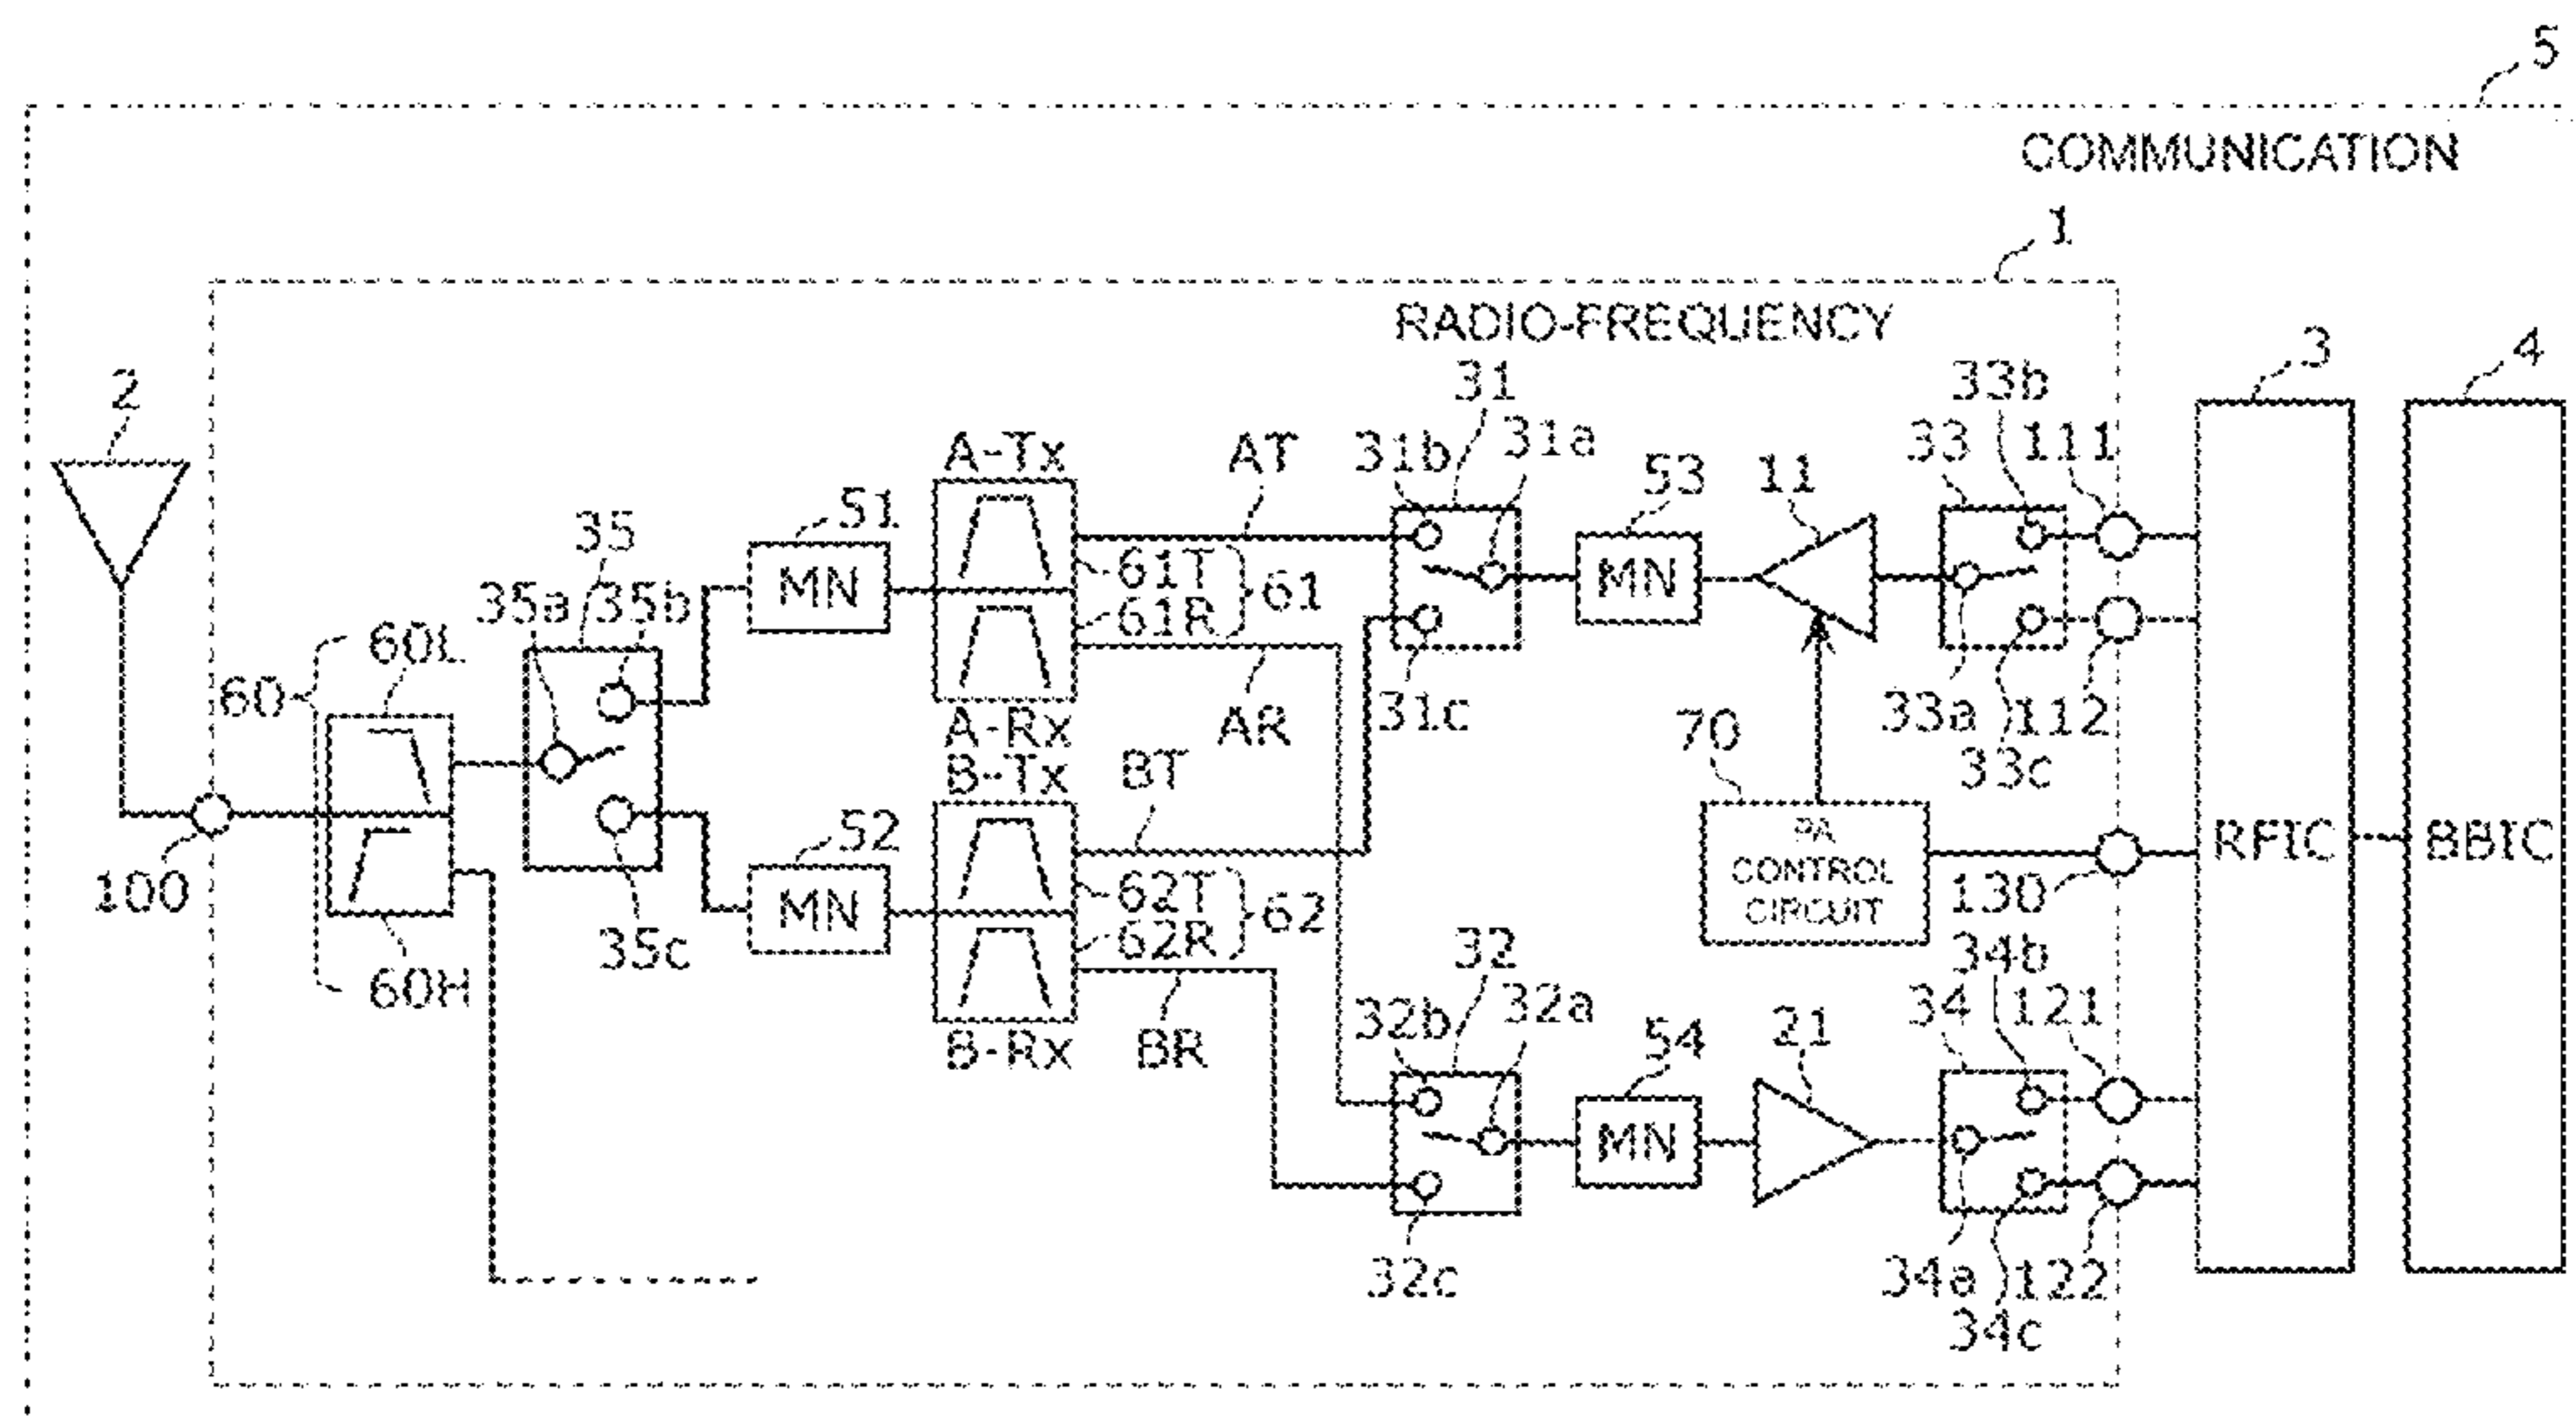 5
COMMUNICATION
1
RADIO-FREQUENCY
2
3
4
31
33b
31b
31a
33
111
A-Tx
AT
53
11
51
35
MN
61T
61
MN
35a
35b
61R
60L
60
31c
33a
112
A-Rx
AR
70
33c
B-Tx
BT
PA
CONTROL
CIRCUIT
RFIC
BBIC
52
100
MN
62T
62
130
62R
35c
32
34b
60H
32b
32a
34
121
B-Rx
BR
54
21
MN
32c
34a
122
34c